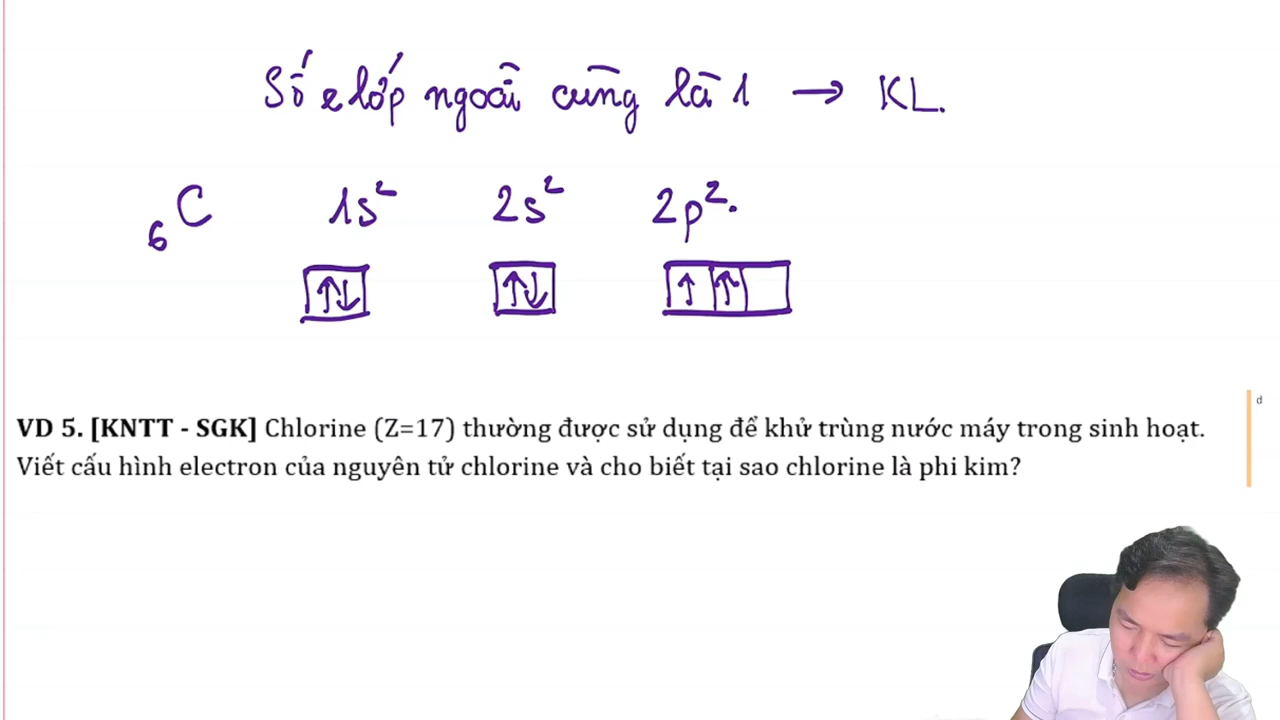 Số e lớp ngoài cùng là 1 → KL.
₆C 1s² 2s² 2p².
↑↓ ↑↓ ↑ ↑
VD 5. [KNTT - SGK] Chlorine (Z=17) thường được sử dụng để khử trùng nước máy trong sinh hoạt.
Viết cấu hình electron của nguyên tử chlorine và cho biết tại sao chlorine là phi kim?
d